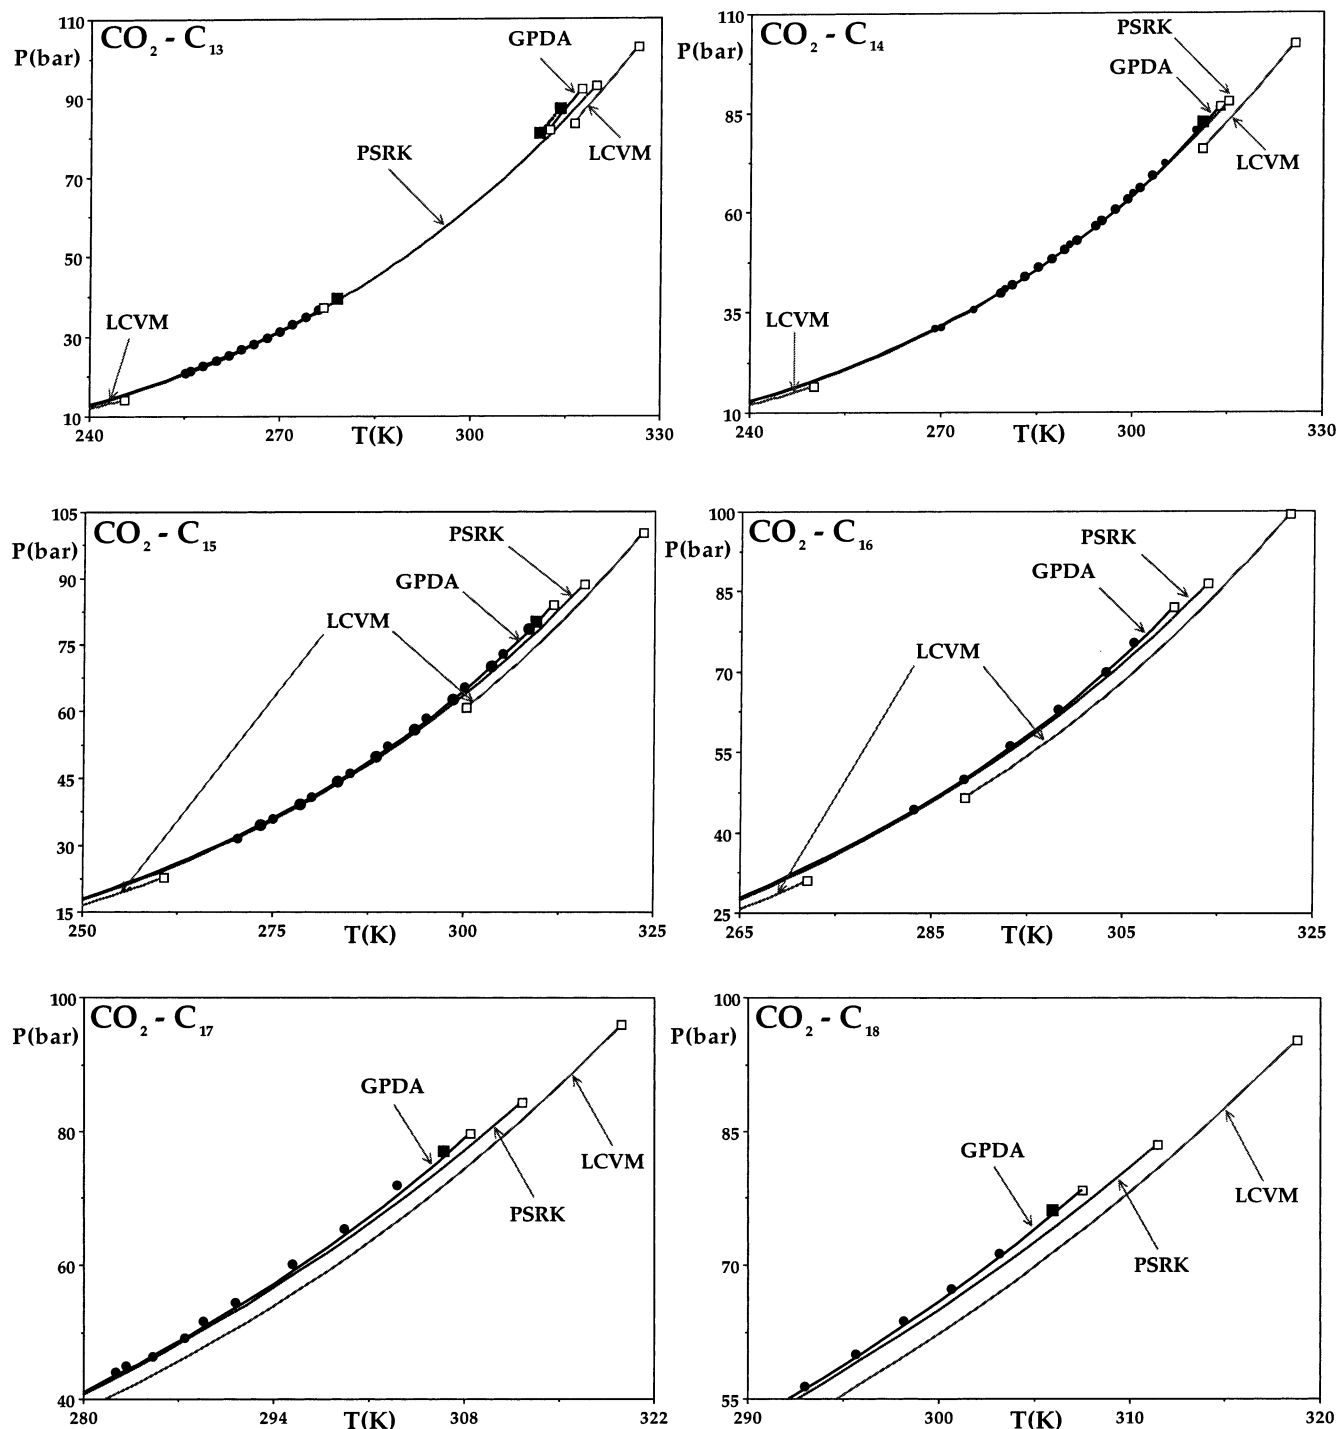 CO2 - C13
P(bar)
110
90
70
50
30
10
240
270
300
330
T(K)
GPDA
PSRK
LCVM
LCVM
CO2 - C14
P(bar)
110
85
60
35
10
240
270
300
330
T(K)
PSRK
GPDA
LCVM
LCVM
CO2 - C15
P(bar)
105
90
75
60
45
30
15
250
275
300
325
T(K)
PSRK
GPDA
LCVM
CO2 - C16
P(bar)
100
85
70
55
40
25
265
285
305
325
T(K)
PSRK
GPDA
LCVM
CO2 - C17
P(bar)
100
80
60
40
280
294
308
322
T(K)
GPDA
LCVM
PSRK
CO2 - C18
P(bar)
100
85
70
55
290
300
310
320
T(K)
GPDA
LCVM
PSRK